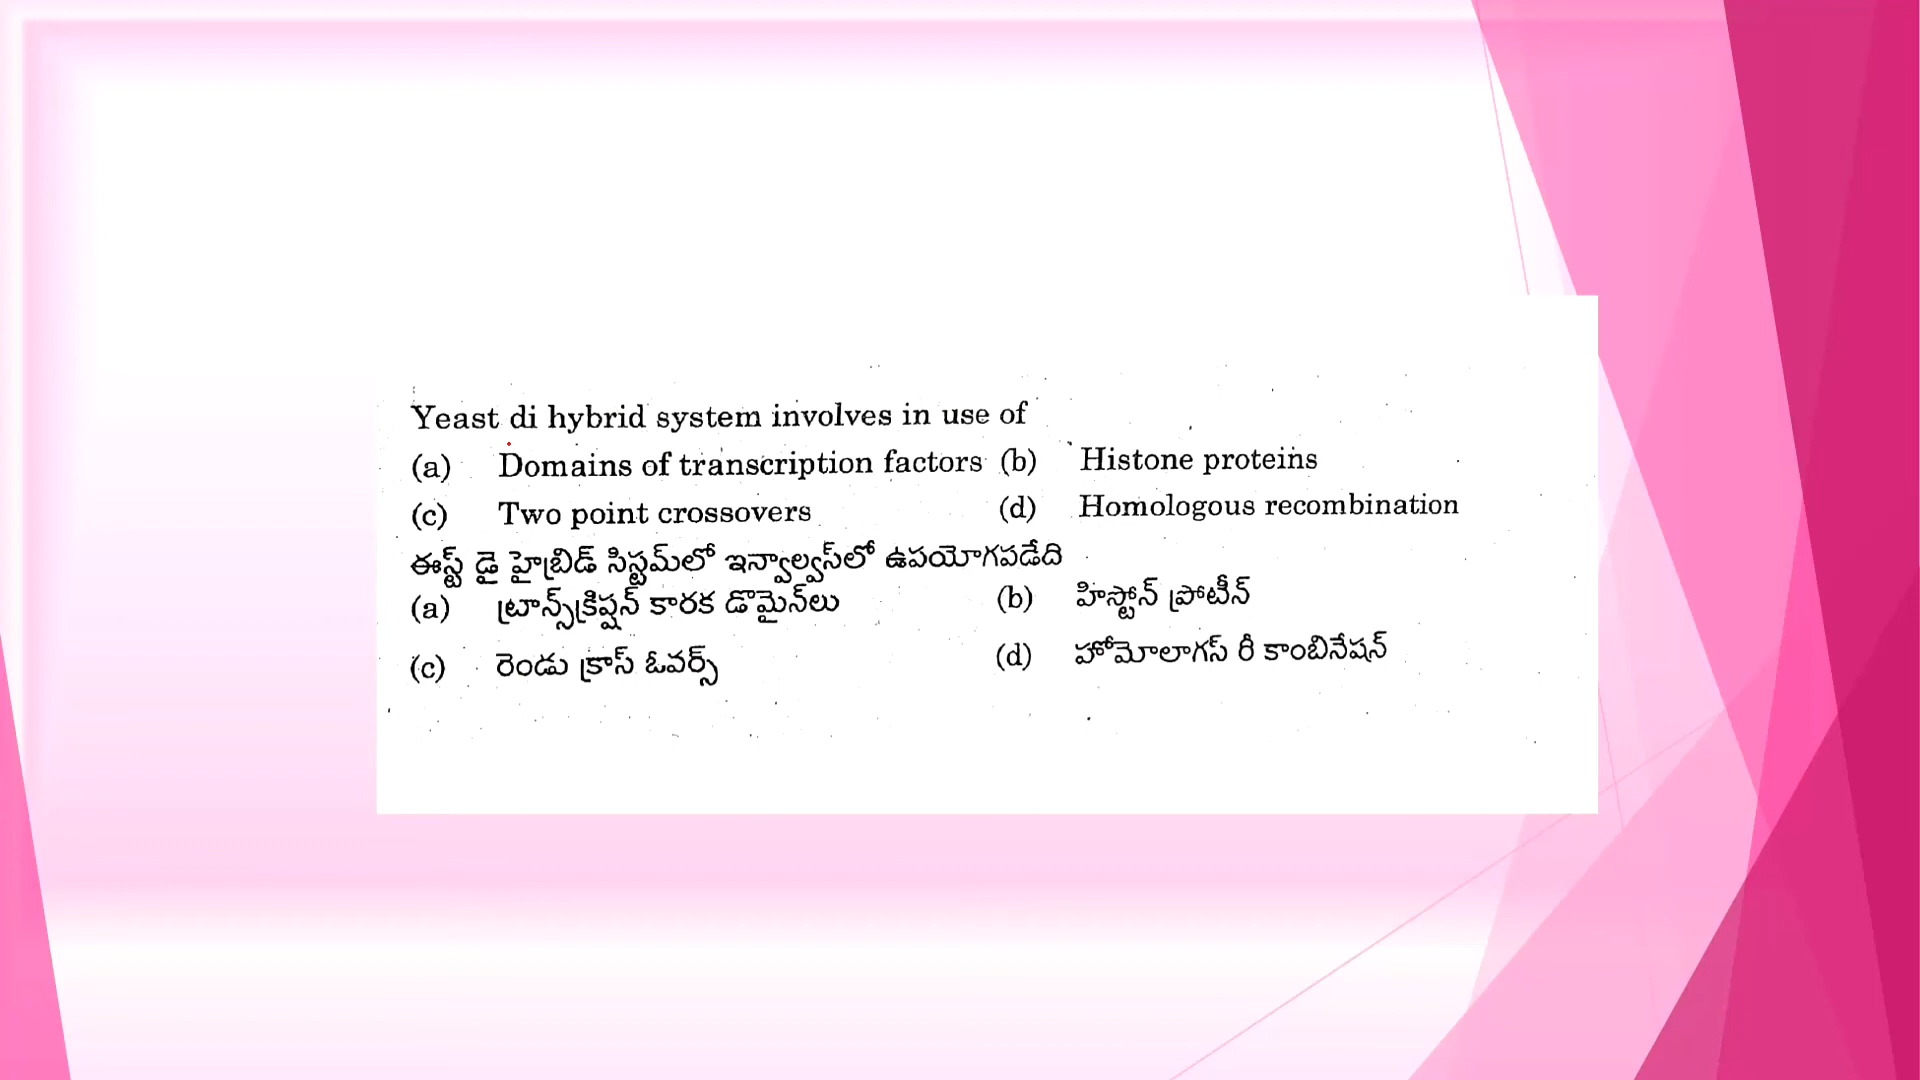 Yeast di hybrid system involves in use of
(a) Domains of transcription factors (b) Histone proteins
(c) Two point crossovers (d) Homologous recombination
ఈస్ట్ డై హైబ్రిడ్ సిస్టమ్‌లో ఇన్వాల్వస్‌లో ఉపయోగపడేది
(a) ట్రాన్స్‌క్రిప్షన్ కారక డొమైన్‌లు (b) హిస్టోన్ ప్రోటీన్
(c) రెండు క్రాస్ ఓవర్స్ (d) హోమోలాగస్ రీ కాంబినేషన్